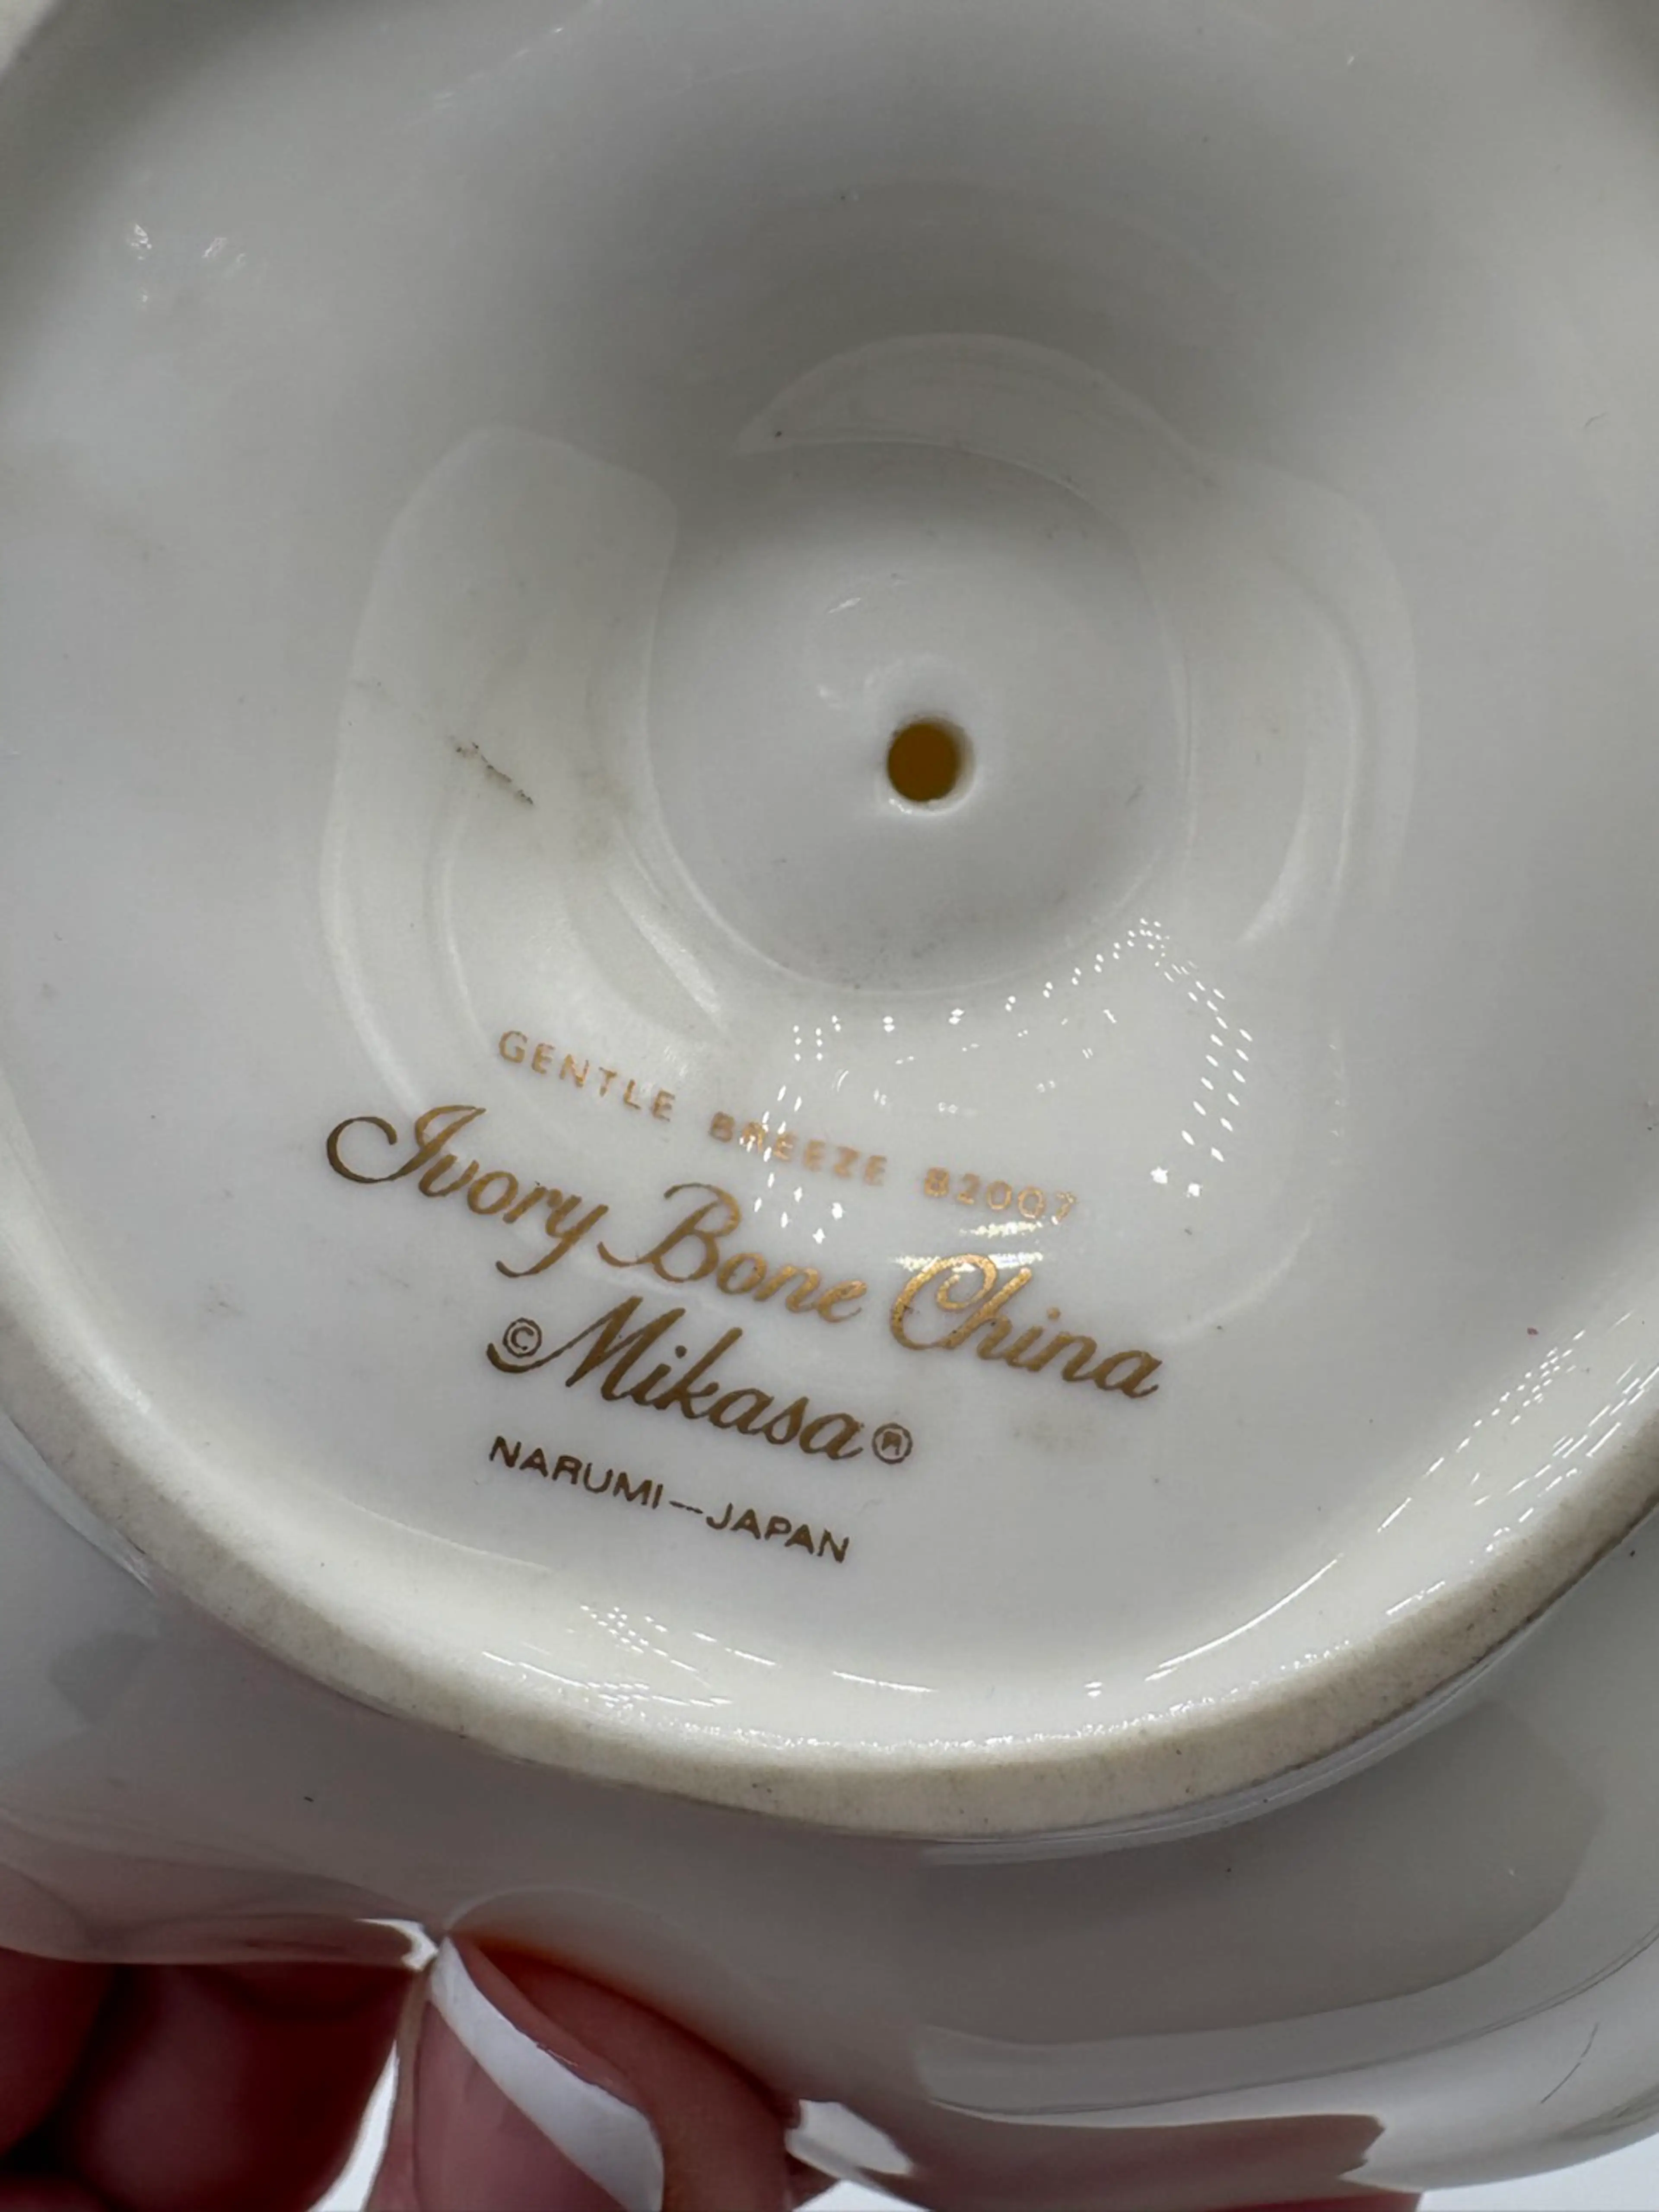 GENTLE BREEZE B2007
Ivory Bone China
©Mikasa®
NARUMI—JAPAN